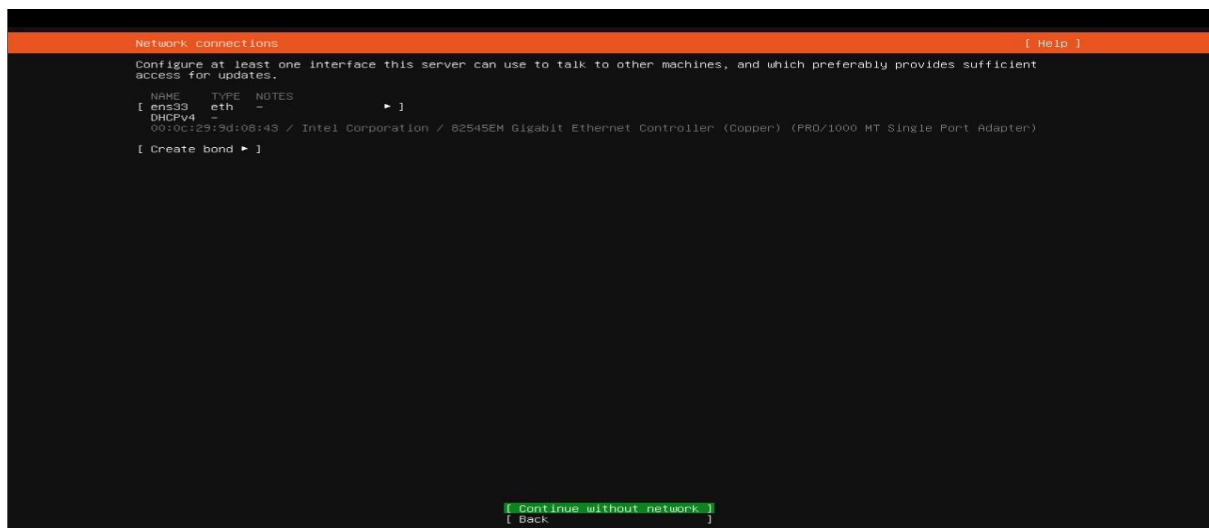 Network connections [ Help ]
Configure at least one interface this server can use to talk to other machines, and which preferably provides sufficient
access for updates.
NAME TYPE NOTES
[ ens33 eth - ▸ ]
DHCPv4 -
00:0c:29:9d:08:43 / Intel Corporation / 82545EM Gigabit Ethernet Controller (Copper) (PRO/1000 MT Single Port Adapter)
[ Create bond ▸ ]
[ Continue without network ]
[ Back ]